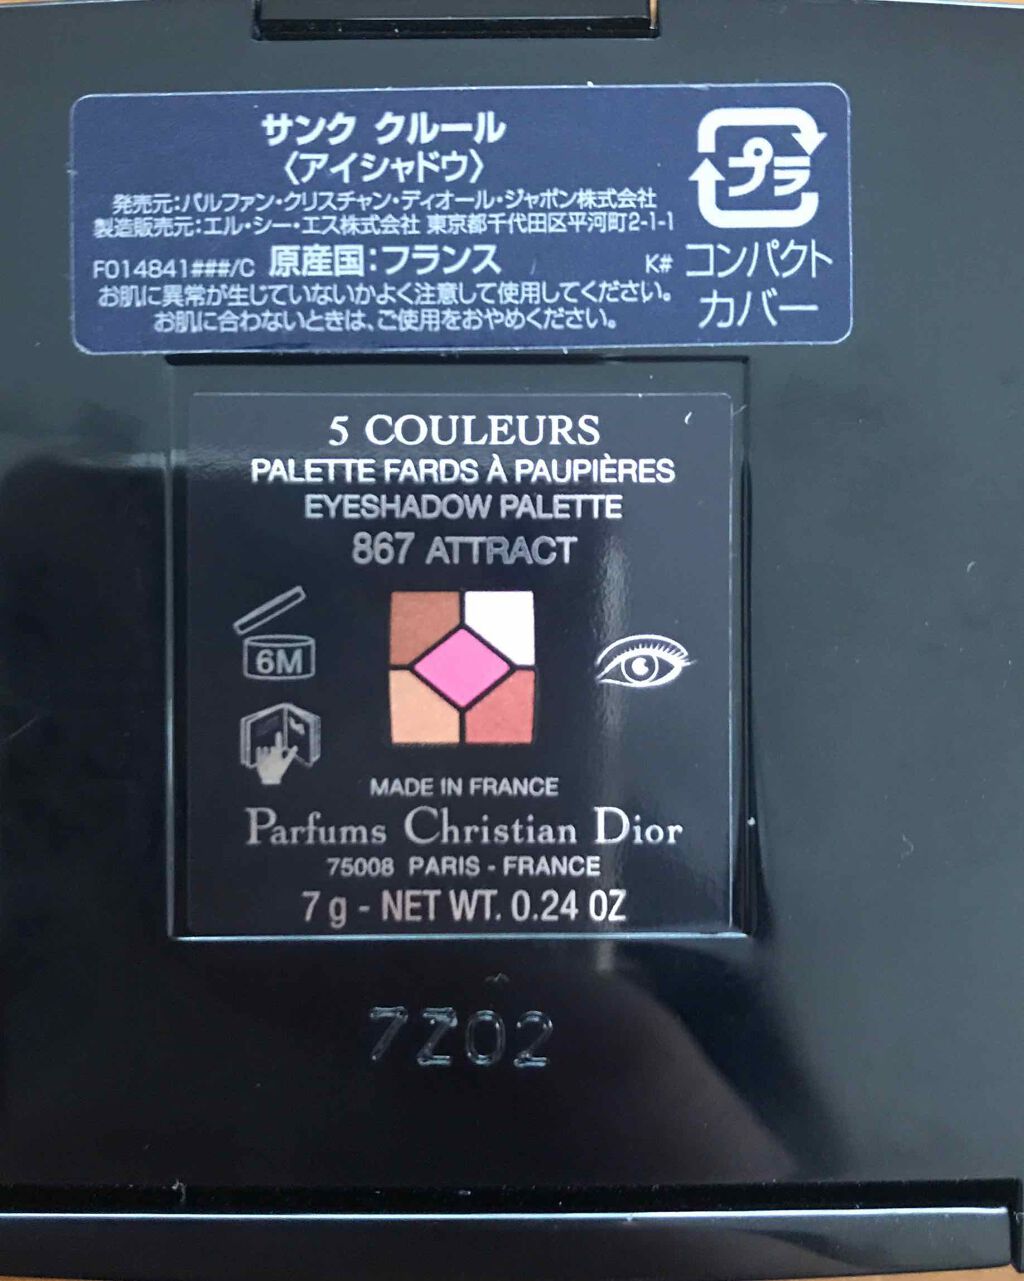 サンク クルール
〈アイシャドウ〉
発売元:パルファン・クリスチャン・ディオール・ジャポン株式会社
製造販売元:エル・シー・エス株式会社 東京都千代田区平河町2-1-1
F014841###/C 原産国:フランス K#
お肌に異常が生じていないかよく注意して使用してください。
お肌に合わないときは、ご使用をおやめください。
プラ
コンパクト
カバー
5 COULEURS
PALETTE FARDS À PAUPIÈRES
EYESHADOW PALETTE
867 ATTRACT
6M
MADE IN FRANCE
Parfums Christian Dior
75008 PARIS - FRANCE
7 g - NET WT. 0.24 OZ
7Z02